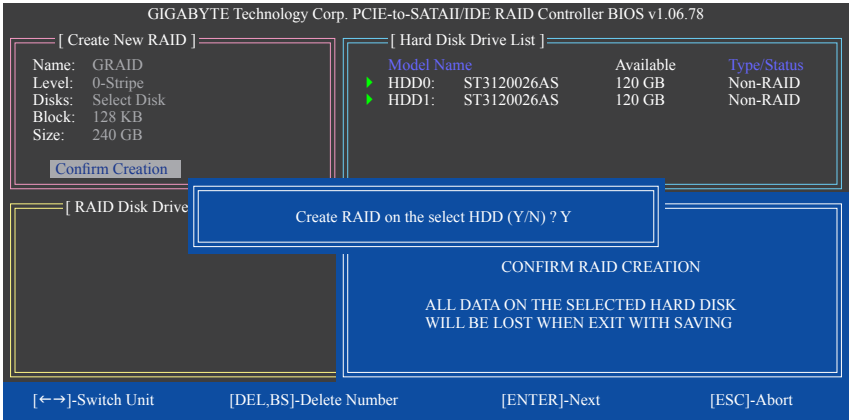 GIGABYTE Technology Corp. PCIE-to-SATAII/IDE RAID Controller BIOS v1.06.78
[ Create New RAID ]
Name: GRAID
Level: 0-Stripe
Disks: Select Disk
Block: 128 KB
Size: 240 GB
Confirm Creation
[ Hard Disk Drive List ]
Model Name Available Type/Status
HDD0: ST3120026AS 120 GB Non-RAID
HDD1: ST3120026AS 120 GB Non-RAID
[ RAID Disk Drive
Create RAID on the select HDD (Y/N) ? Y
CONFIRM RAID CREATION
ALL DATA ON THE SELECTED HARD DISK
WILL BE LOST WHEN EXIT WITH SAVING
[←→]-Switch Unit [DEL,BS]-Delete Number [ENTER]-Next [ESC]-Abort